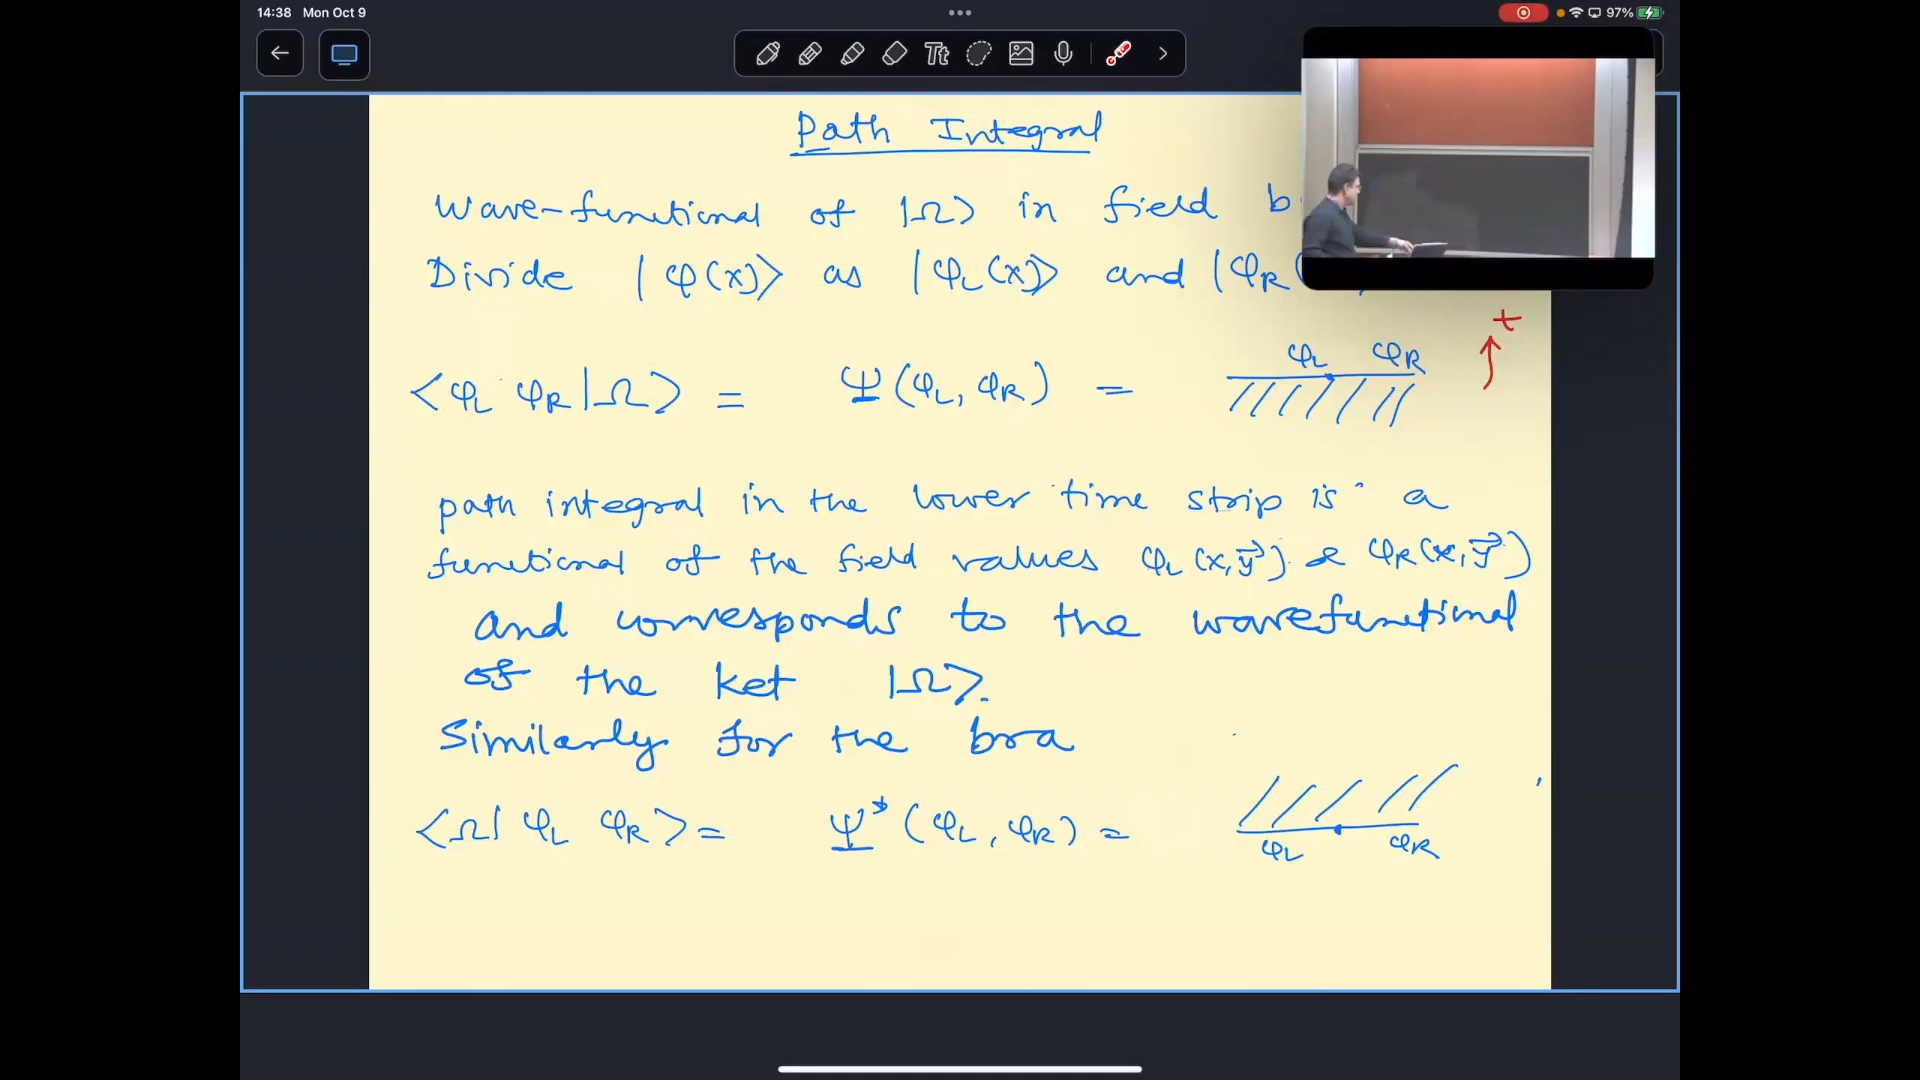 14:38 Mon Oct 9
97%
Tt
Path Integral
Wave-functional of |Ω⟩ in field
Divide |φ(x)⟩ as |φ_L(x)⟩ and |φ_R(
t
⟨φ_L φ_R|Ω⟩ = Ψ(φ_L, φ_R) =
φ_L φ_R
path integral in the lower time strip is a
functional of the field values φ_L(x,y⃗) & φ_R(x,y⃗)
and corresponds to the wavefunctional
of the ket |Ω⟩.
Similarly for the bra
⟨Ω| φ_L φ_R⟩ = Ψ*(φ_L, φ_R) =
φ_L φ_R